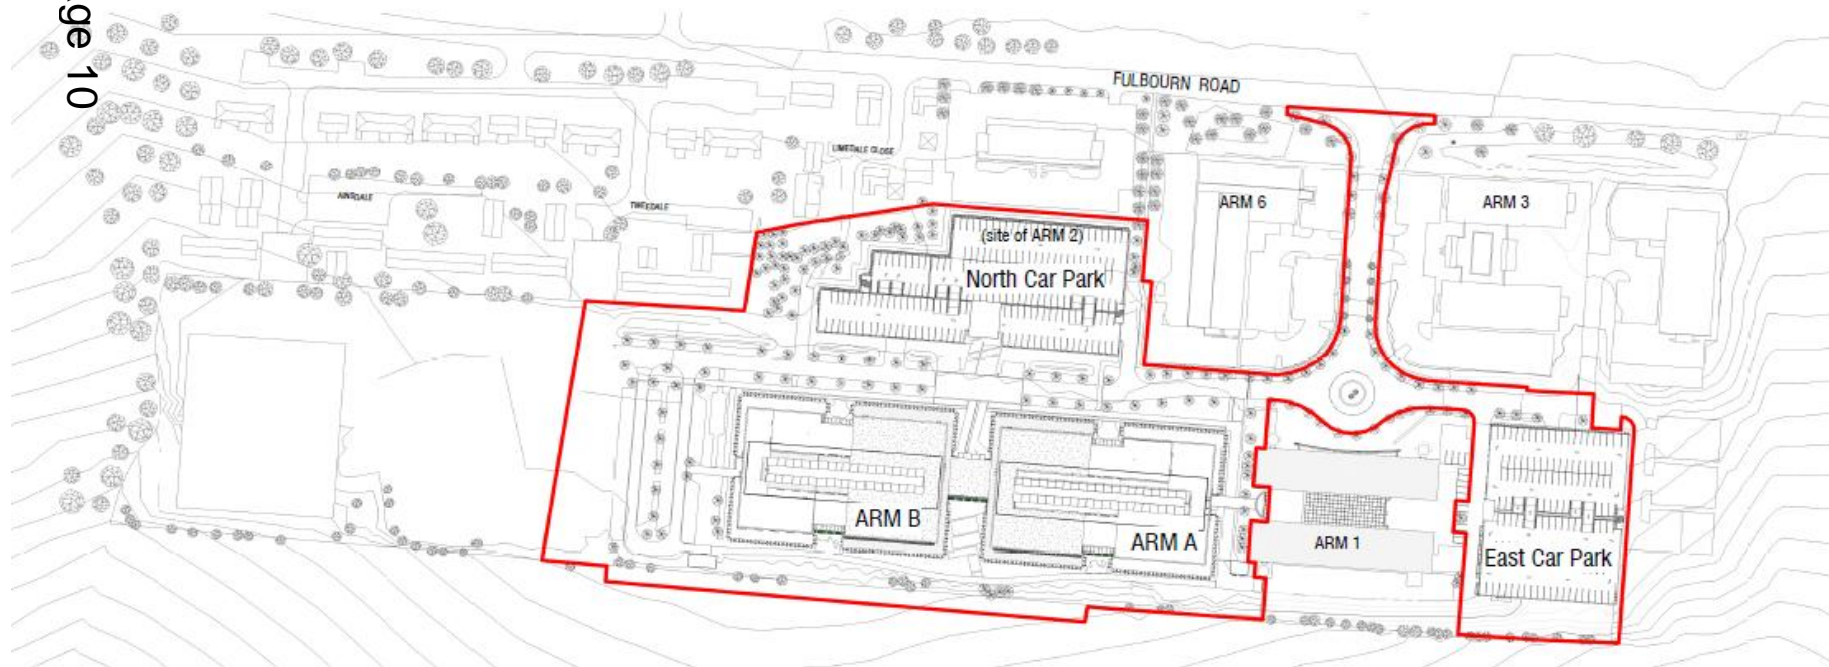 ge 10
FULBOURN ROAD
LIMEDALE CLOSE
AINSDALE
TWEEDALE
ARM 6
ARM 3
(site of ARM 2)
North Car Park
ARM B
ARM A
ARM 1
East Car Park